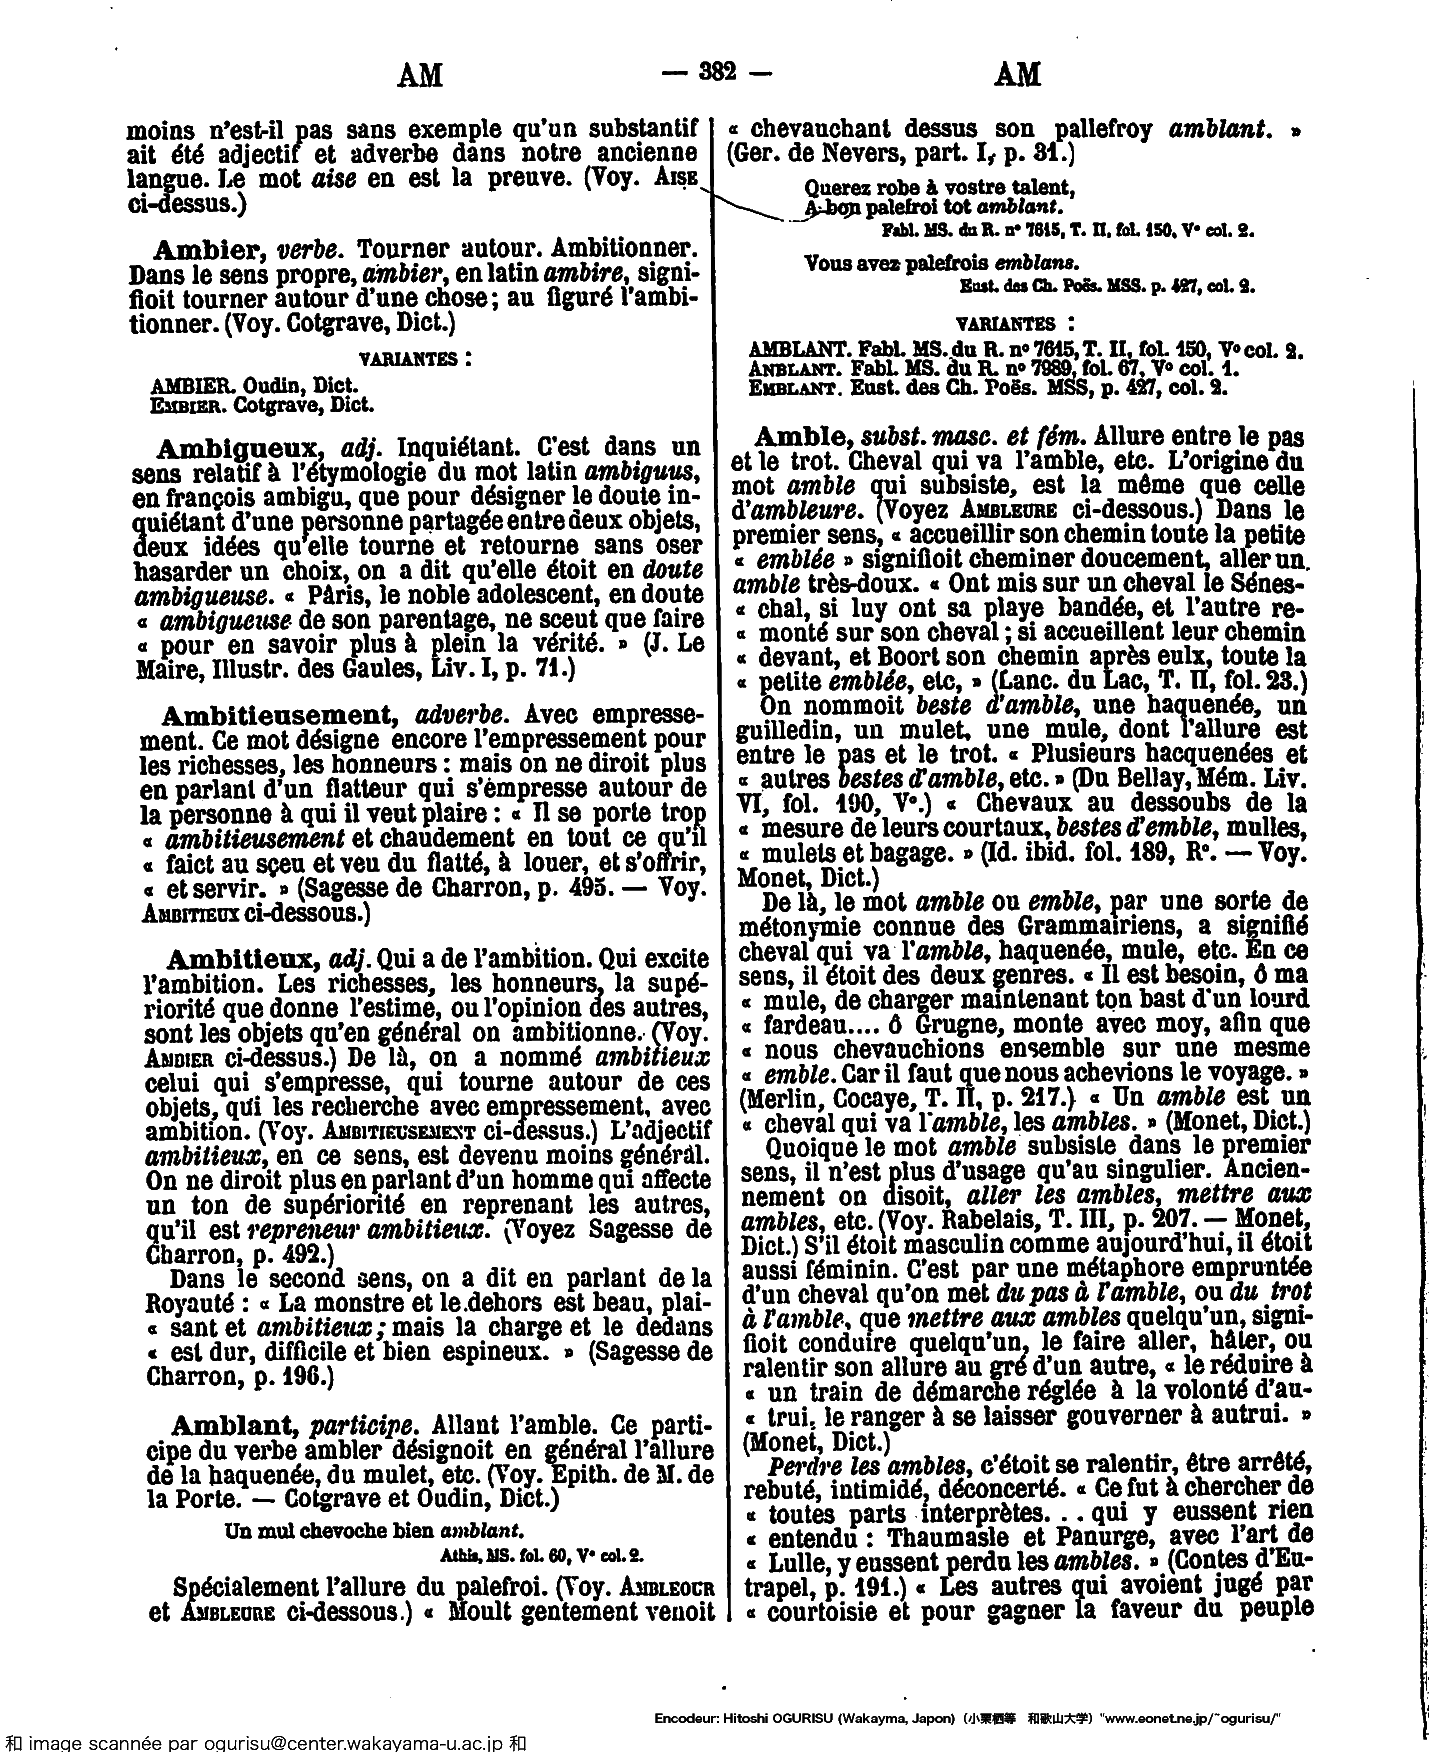 AM — 382 — AM
moins n'est-il pas sans exemple qu'un substantif
ait été adjectif et adverbe dans notre ancienne
langue. Le mot aise en est la preuve. (Voy. AISE
ci-dessus.)
Ambier, verbe. Tourner autour. Ambitionner.
Dans le sens propre, ambier, en latin ambire, signi-
fioit tourner autour d'une chose; au figuré l'ambi-
tionner. (Voy. Cotgrave, Dict.)
VARIANTES :
AMBIER. Oudin, Dict.
EMBIER. Cotgrave, Dict.
Ambigueux, adj. Inquiétant. C'est dans un
sens relatif à l'étymologie du mot latin ambiguus,
en françois ambigu, que pour désigner le doute in-
quiétant d'une personne partagée entre deux objets,
deux idées qu'elle tourne et retourne sans oser
hasarder un choix, on a dit qu'elle étoit en doute
ambigueuse. « Pâris, le noble adolescent, en doute
« ambigueuse de son parentage, ne sceut que faire
« pour en savoir plus à plein la vérité. » (J. Le
Maire, Illustr. des Gaules, Liv. I, p. 71.)
Ambitieusement, adverbe. Avec empresse-
ment. Ce mot désigne encore l'empressement pour
les richesses, les honneurs : mais on ne diroit plus
en parlant d'un flatteur qui s'empresse autour de
la personne à qui il veut plaire : « Il se porte trop
« ambitieusement et chaudement en tout ce qu'il
« faict au sçeu et veu du flatté, à louer, et s'offrir,
« et servir. » (Sagesse de Charron, p. 495. — Voy.
AMBITIEUX ci-dessous.)
Ambitieux, adj. Qui a de l'ambition. Qui excite
l'ambition. Les richesses, les honneurs, la supé-
riorité que donne l'estime, ou l'opinion des autres,
sont les objets qu'en général on ambitionne. (Voy.
AMBIER ci-dessus.) De là, on a nommé ambitieux
celui qui s'empresse, qui tourne autour de ces
objets, qui les recherche avec empressement, avec
ambition. (Voy. AMBITIEUSEMENT ci-dessus.) L'adjectif
ambitieux, en ce sens, est devenu moins général.
On ne diroit plus en parlant d'un homme qui affecte
un ton de supériorité en reprenant les autres,
qu'il est repreneur ambitieux. (Voyez Sagesse de
Charron, p. 492.)
Dans le second sens, on a dit en parlant de la
Royauté : « La monstre et le dehors est beau, plai-
« sant et ambitieux; mais la charge et le dedans
« est dur, difficile et bien espineux. » (Sagesse de
Charron, p. 196.)
Amblant, participe. Allant l'amble. Ce parti-
cipe du verbe ambler désignoit en général l'allure
de la haquenée, du mulet, etc. (Voy. Epith. de M. de
la Porte. — Cotgrave et Oudin, Dict.)
Un mul chevoche bien amblant.
Athis, MS. fol. 60, V° col. 2.
Spécialement l'allure du palefroi. (Voy. AMBLEOUR
et AMBLEURE ci-dessous.) « Moult gentement venoit
« chevauchant dessus son pallefroy amblant. »
(Ger. de Nevers, part. I, p. 31.)
Querez robe à vostre talent,
A bon palefroi tot amblant.
Fabl. MS. du R. n° 7615, T. II, fol. 150, V° col. 2.
Vous avez palefrois emblans.
Eust. des Ch. Poës. MSS. p. 427, col. 2.
VARIANTES :
AMBLANT. Fabl. MS. du R. n° 7615, T. II, fol. 150, V° col. 2.
ANBLANT. Fabl. MS. du R. n° 7989, fol. 67, V° col. 1.
EMBLANT. Eust. des Ch. Poës. MSS, p. 427, col. 2.
Amble, subst. masc. et fém. Allure entre le pas
et le trot. Cheval qui va l'amble, etc. L'origine du
mot amble qui subsiste, est la même que celle
d'ambleure. (Voyez AMBLEURE ci-dessous.) Dans le
premier sens, « accueillir son chemin toute la petite
« emblée » signifioit cheminer doucement, aller un
amble très-doux. « Ont mis sur un cheval le Sénes-
« chal, si luy ont sa playe bandée, et l'autre re-
« monté sur son cheval; si accueillent leur chemin
« devant, et Boort son chemin après eulx, toute la
« petite emblée, etc, » (Lanc. du Lac, T. II, fol. 23.)
On nommoit beste d'amble, une haquenée, un
guilledin, un mulet, une mule, dont l'allure est
entre le pas et le trot. « Plusieurs hacquenées et
« autres bestes d'amble, etc. » (Du Bellay, Mém. Liv.
VI, fol. 190, V°.) « Chevaux au dessoubs de la
« mesure de leurs courtaux, bestes d'emble, mulles,
« mulets et bagage. » (Id. ibid. fol. 189, R°. — Voy.
Monet, Dict.)
De là, le mot amble ou emble, par une sorte de
métonymie connue des Grammairiens, a signifié
cheval qui va l'amble, haquenée, mule, etc. En ce
sens, il étoit des deux genres. « Il est besoin, ô ma
« mule, de charger maintenant ton bast d'un lourd
« fardeau.... ô Grugne, monte avec moy, afin que
« nous chevauchions ensemble sur une mesme
« emble. Car il faut que nous achevions le voyage. »
(Merlin, Cocaye, T. II, p. 217.) « Un amble est un
« cheval qui va l'amble, les ambles. » (Monet, Dict.)
Quoique le mot amble subsiste dans le premier
sens, il n'est plus d'usage qu'au singulier. Ancien-
nement on disoit, aller les ambles, mettre aux
ambles, etc. (Voy. Rabelais, T. III, p. 207. — Monet,
Dict.) S'il étoit masculin comme aujourd'hui, il étoit
aussi féminin. C'est par une métaphore empruntée
d'un cheval qu'on met du pas à l'amble, ou du trot
à l'amble, que mettre aux ambles quelqu'un, signi-
fioit conduire quelqu'un, le faire aller, hâter, ou
ralentir son allure au gré d'un autre, « le réduire à
« un train de démarche réglée à la volonté d'au-
« trui, le ranger à se laisser gouverner à autrui. »
(Monet, Dict.)
Perdre les ambles, c'étoit se ralentir, être arrêté,
rebuté, intimidé, déconcerté. « Ce fut à chercher de
« toutes parts interprètes... qui y eussent rien
« entendu : Thaumasle et Panurge, avec l'art de
« Lulle, y eussent perdu les ambles. » (Contes d'Eu-
trapel, p. 191.) « Les autres qui avoient jugé par
« courtoisie et pour gagner la faveur du peuple
Encodeur: Hitoshi OGURISU (Wakayma, Japon) (小栗栖等 和歌山大学) "www.eonet.ne.jp/~ogurisu/"
和 image scannée par ogurisu@center.wakayama-u.ac.jp 和